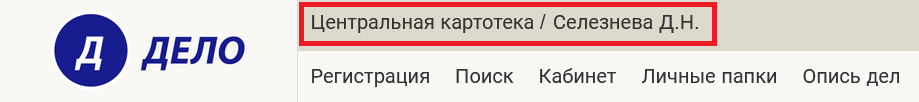 Центральная картотека / Селезнева Д.Н.
Д ДЕЛО
Регистрация Поиск Кабинет Личные папки Опись дел